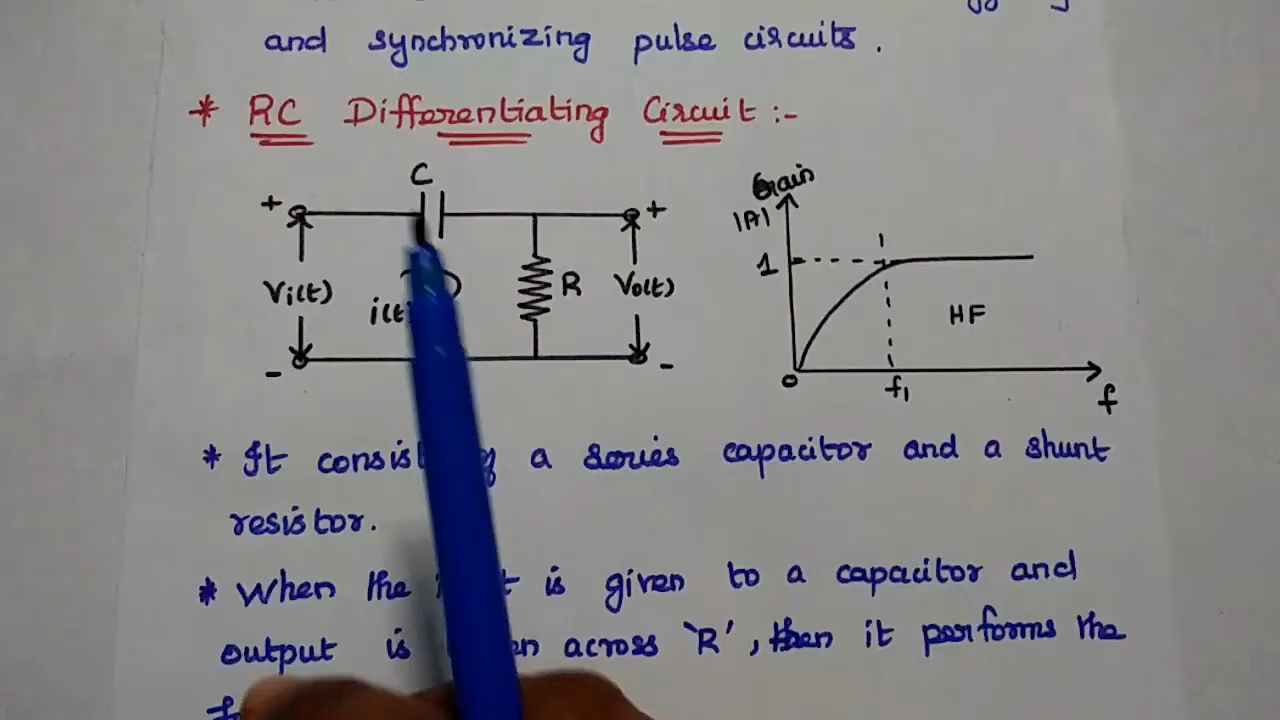 and synchronizing pulse circuits.
* RC Differentiating Circuit :-
C
+
+
Vi(t)
i(t)
R
Vo(t)
-
-
Gain
|A|
1
HF
0
f1
f
* It consist a series capacitor and a shunt
resistor.
* When the is given to a capacitor and
output is across 'R', then it performs the